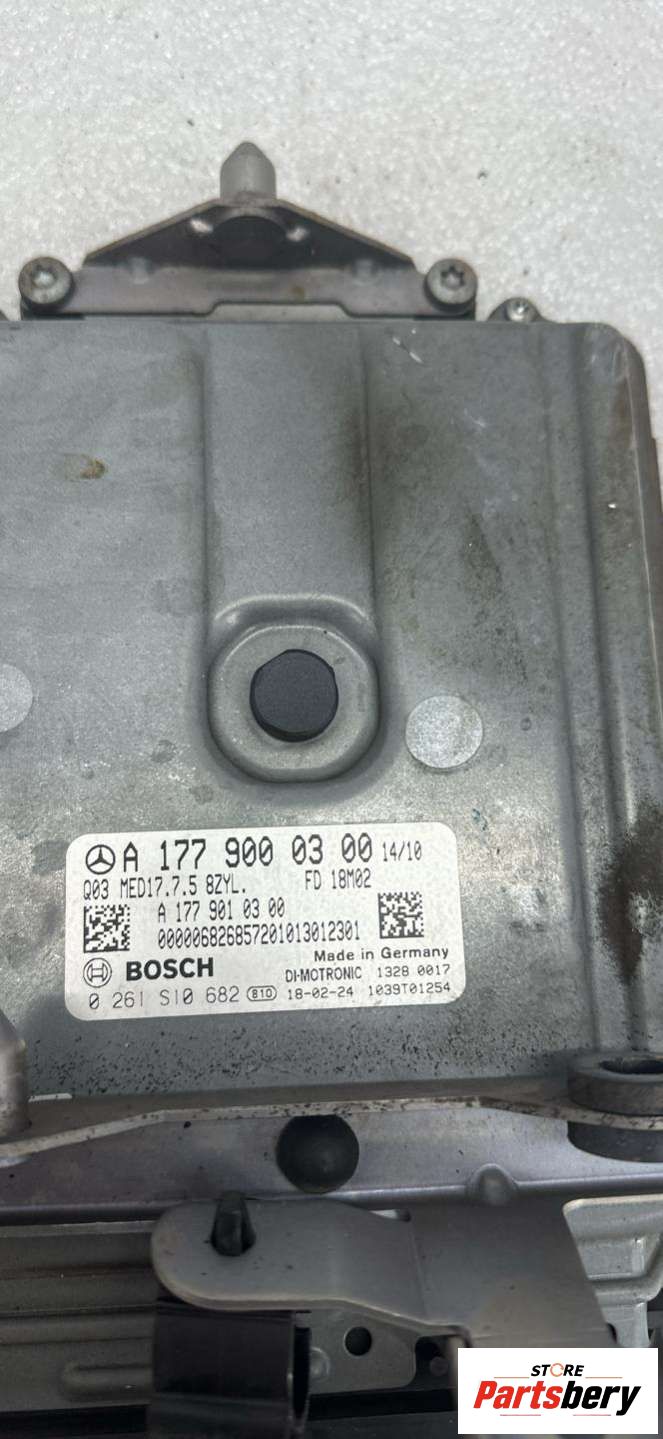 A 177 900 03 00 14/10
Q03 MED17.7.5 8ZYL. FD 18M02
A 177 901 03 00
000006826857201013012301
Made in Germany
BOSCH DI-MOTRONIC 1328 0017
0 261 S10 682 810 18-02-24 1039T01254
STORE
Partsbery